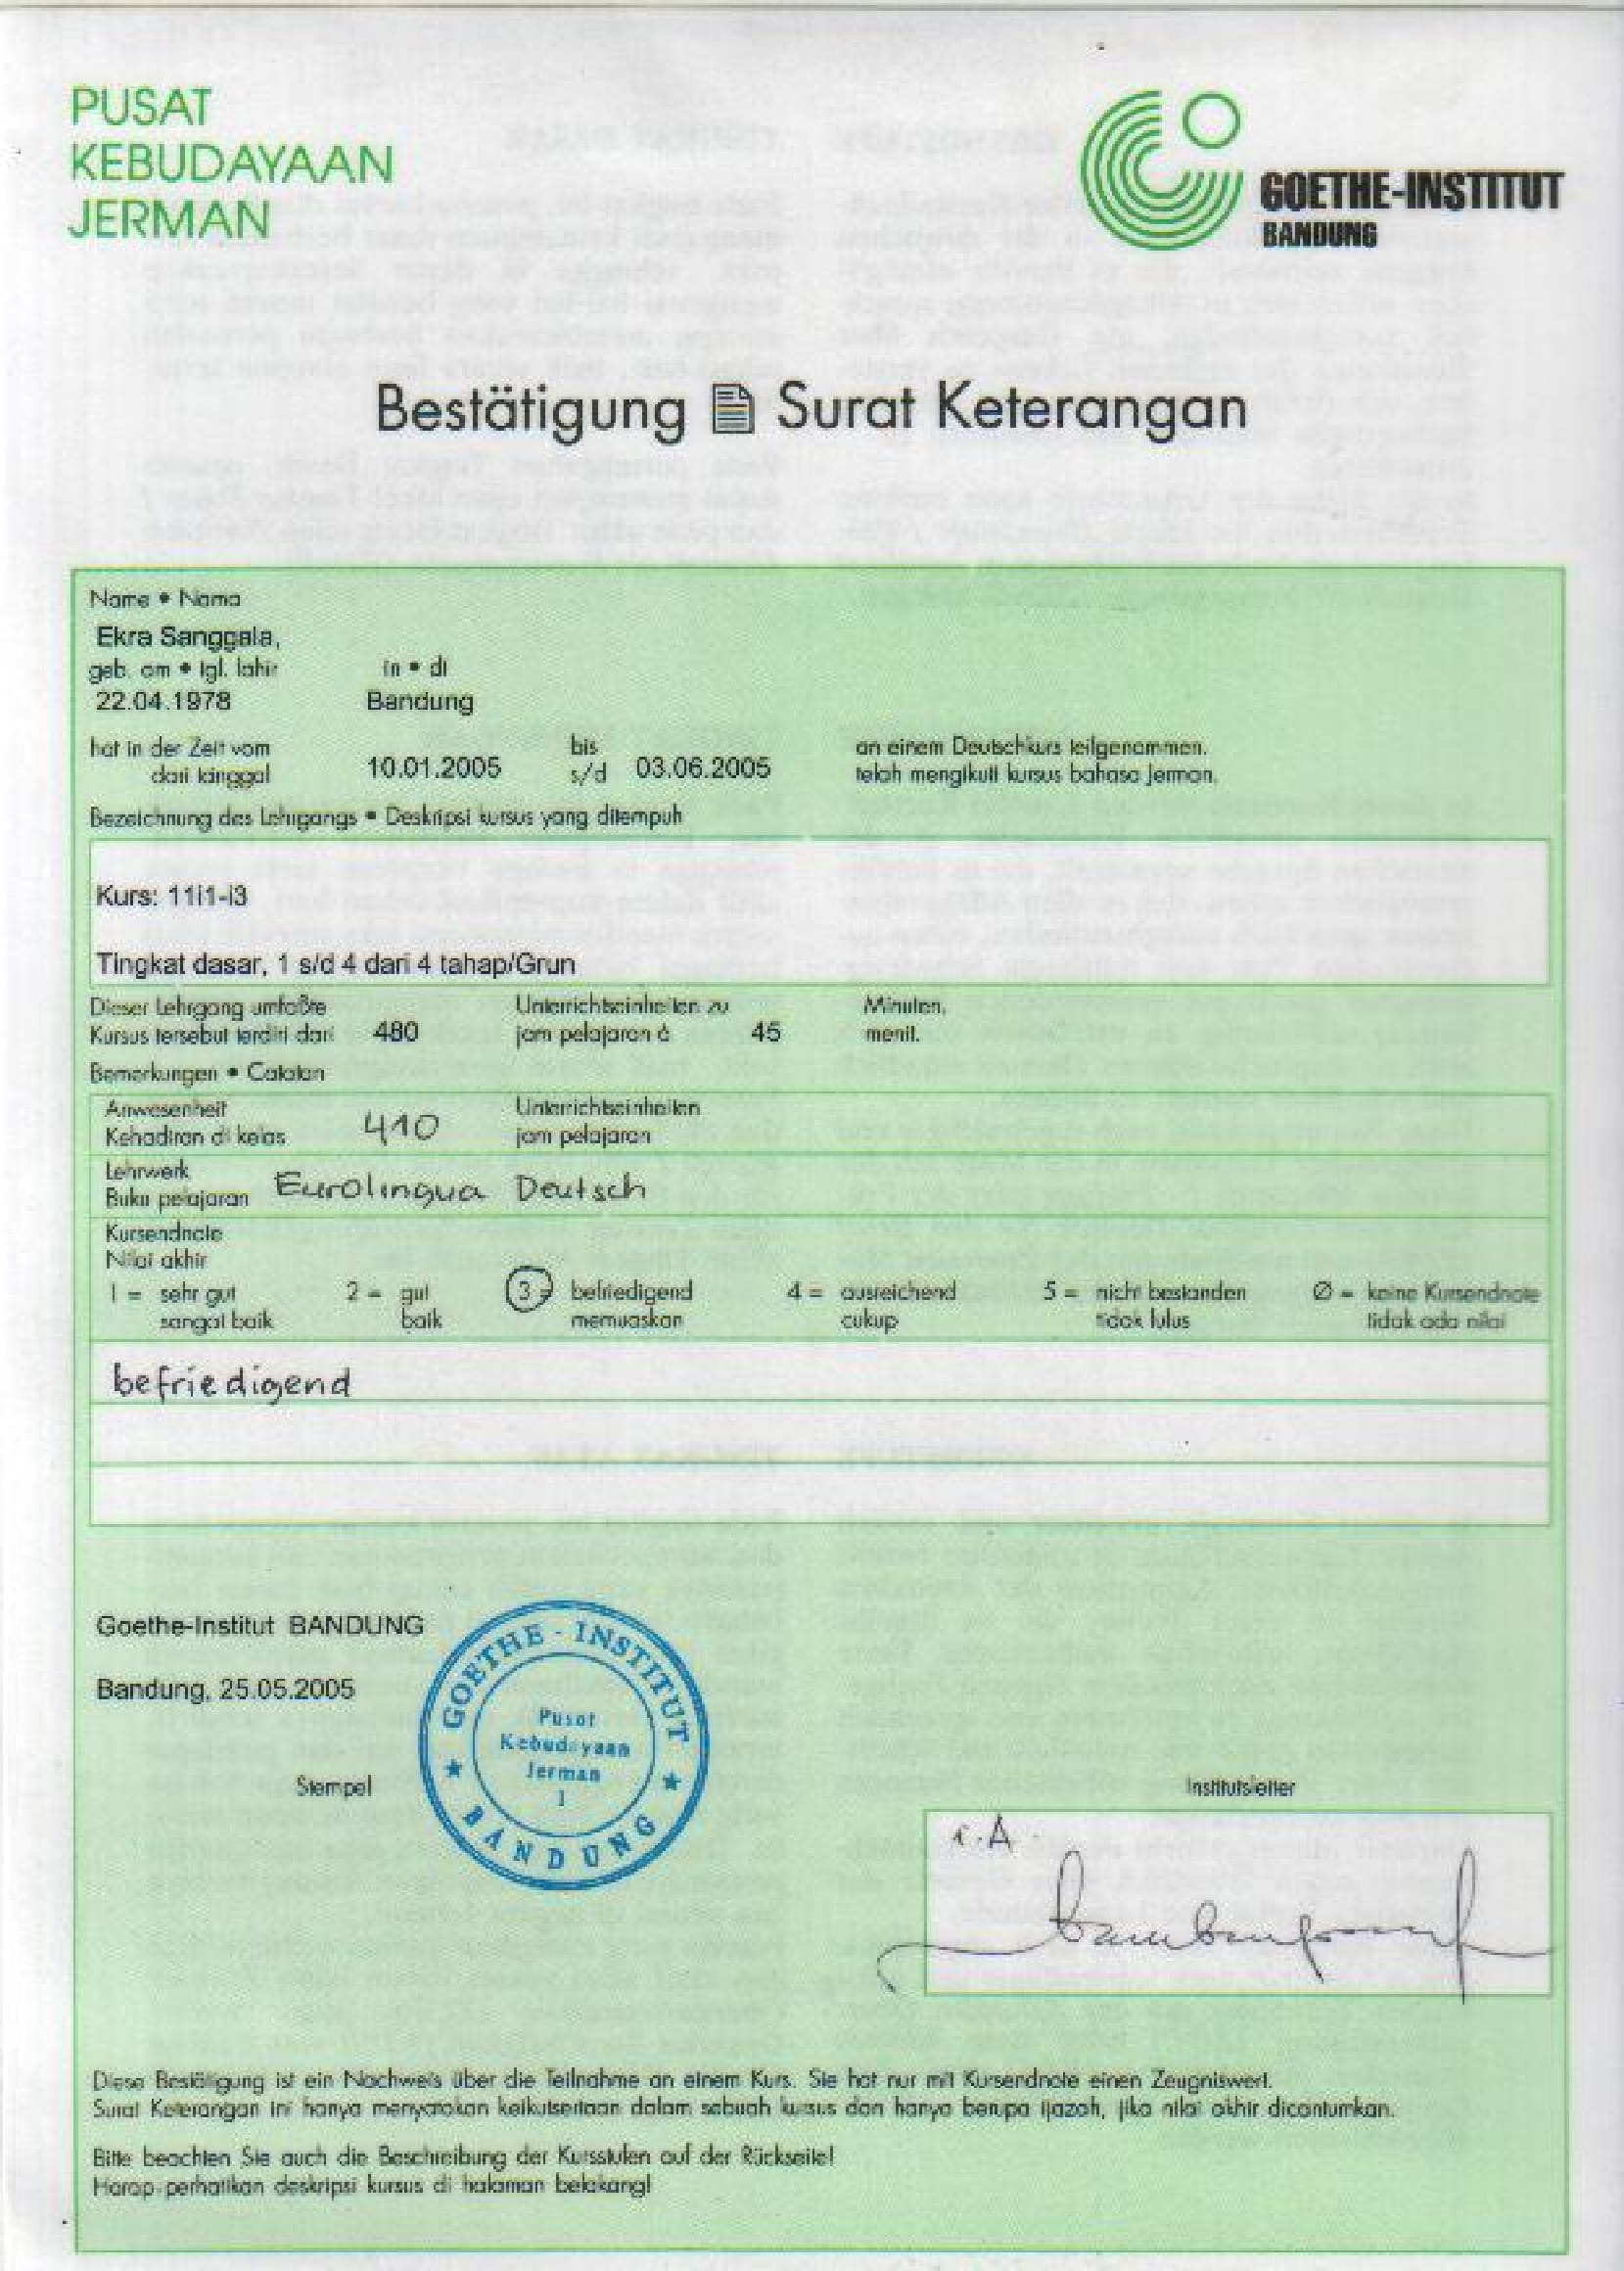 PUSAT
KEBUDAYAAN
JERMAN
GOETHE-INSTITUT
BANDUNG
Bestätigung Surat Keterangan
Name • Nama
Ekra Sanggala,
geb. am • tgl. lahir in • di
22.04.1978 Bandung
hat in der Zeit vom bis an einem Deutschkurs teilgenommen.
dari tanggal 10.01.2005 s/d 03.06.2005 telah mengikuti kursus bahasa Jerman.
Bezeichnung des Lehrgangs • Deskripsi kursus yang ditempuh
Kurs: 11i1-i3
Tingkat dasar, 1 s/d 4 dari 4 tahap/Grun
Dieser Lehrgang umfaßte Unterrichtseinheiten zu Minuten.
Kursus tersebut terdiri dari 480 jam pelajaran à 45 menit.
Bemerkungen • Catatan
Anwesenheit Unterrichtseinheiten
Kehadiran di kelas 410 jam pelajaran
Lehrwerk
Buku pelajaran Eurolingua Deutsch
Kursendnote
Nilai akhir
1 = sehr gut 2 = gut 3 = befriedigend 4 = ausreichend 5 = nicht bestanden Ø = keine Kursendnote
sangat baik baik memuaskan cukup tidak lulus tidak ada nilai
befriedigend
Goethe-Institut BANDUNG
Bandung, 25.05.2005
GOETHE - INSTITUT
Pusat
Kebudayaan
Jerman
1
★ BANDUNG ★
Stempel Institutsleiter
i.A.
Diese Bestätigung ist ein Nachweis über die Teilnahme an einem Kurs. Sie hat nur mit Kursendnote einen Zeugniswert.
Surat Keterangan ini hanya menyatakan keikutsertaan dalam sebuah kursus dan hanya berupa ijazah, jika nilai akhir dicantumkan.
Bitte beachten Sie auch die Beschreibung der Kursstufen auf der Rückseite!
Harap perhatikan deskripsi kursus di halaman belakang!